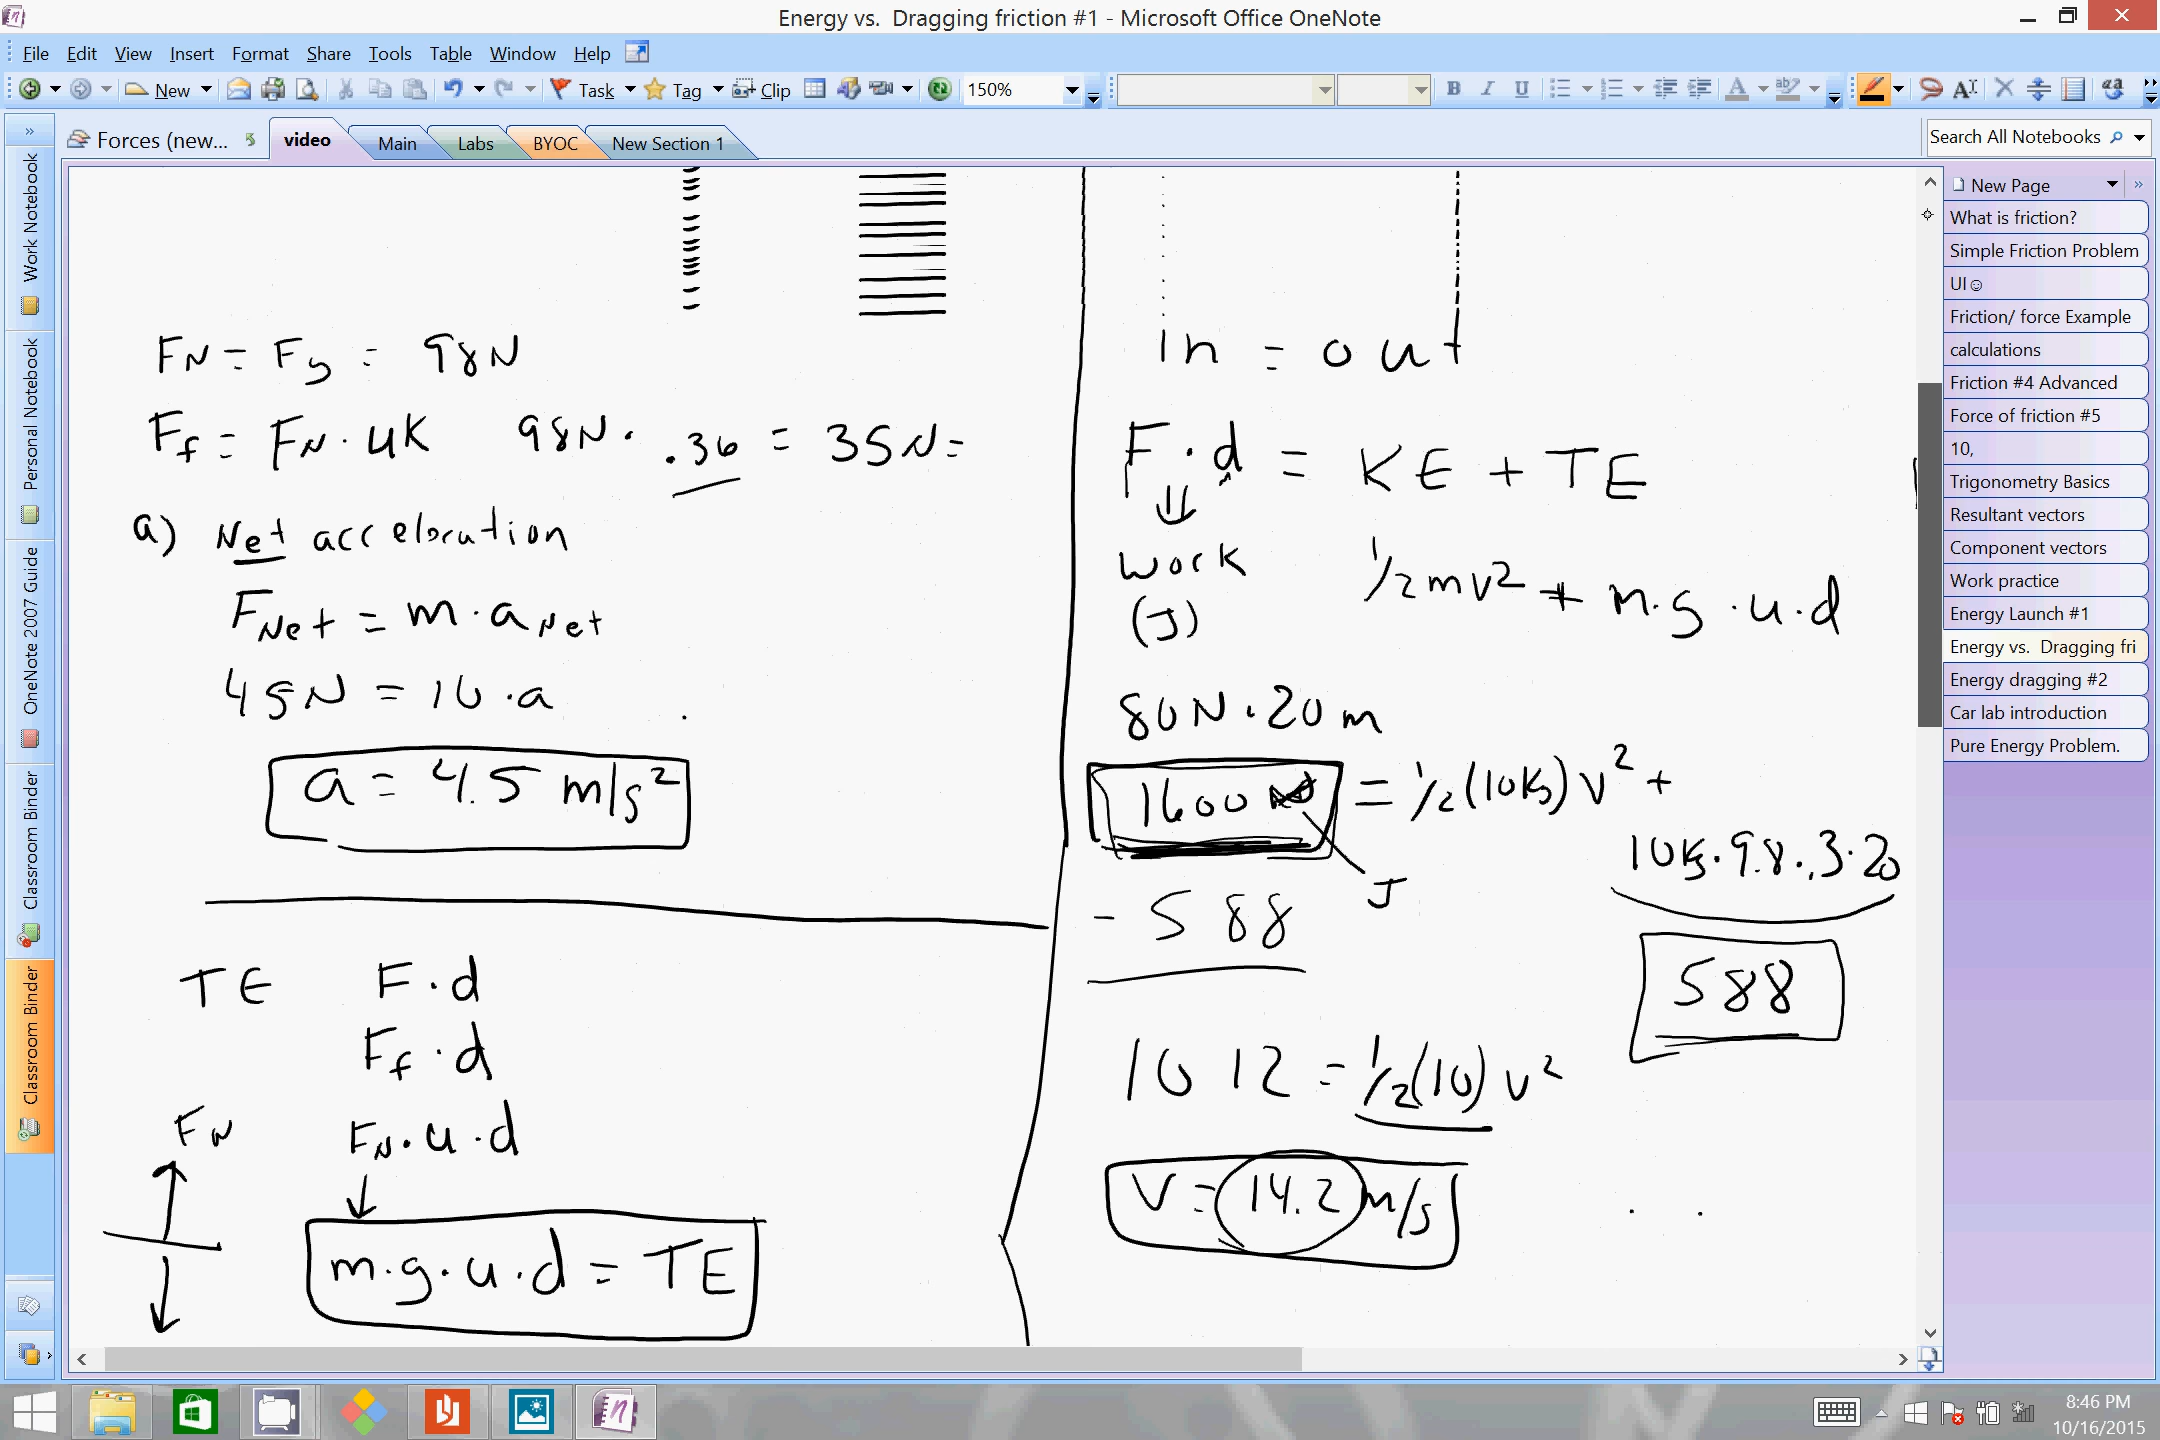 Energy vs. Dragging friction #1 - Microsoft Office OneNote
File Edit View Insert Format Share Tools Table Window Help
New Task Tag Clip 150% B I U
Forces (new... video Main Labs BYOC New Section 1
Search All Notebooks
Work Notebook
Personal Notebook
OneNote 2007 Guide
Classroom Binder
Classroom Binder
FN = Fg = 98N
Ff = FN · uK 98N · .36 = 35N =
a) Net acceloration
FNet = m · aNet
45N = 10 · a
a = 4.5 m/s²
TE F · d
Ff · d
FN
FN · u · d
m · g · u · d = TE
In = out
F · d = KE + TE
Work
(J)
½mv² + m · g · u · d
80N · 20m
1600 = ½(10Kg)v² +
10Kg · 9.8 · .3 · 20
J
- 588
588
1012 = ½(10)v²
V = 14.2 m/s
New Page
What is friction?
Simple Friction Problem
UI☺
Friction/ force Example
calculations
Friction #4 Advanced
Force of friction #5
10,
Trigonometry Basics
Resultant vectors
Component vectors
Work practice
Energy Launch #1
Energy vs. Dragging fri
Energy dragging #2
Car lab introduction
Pure Energy Problem.
8:46 PM
10/16/2015